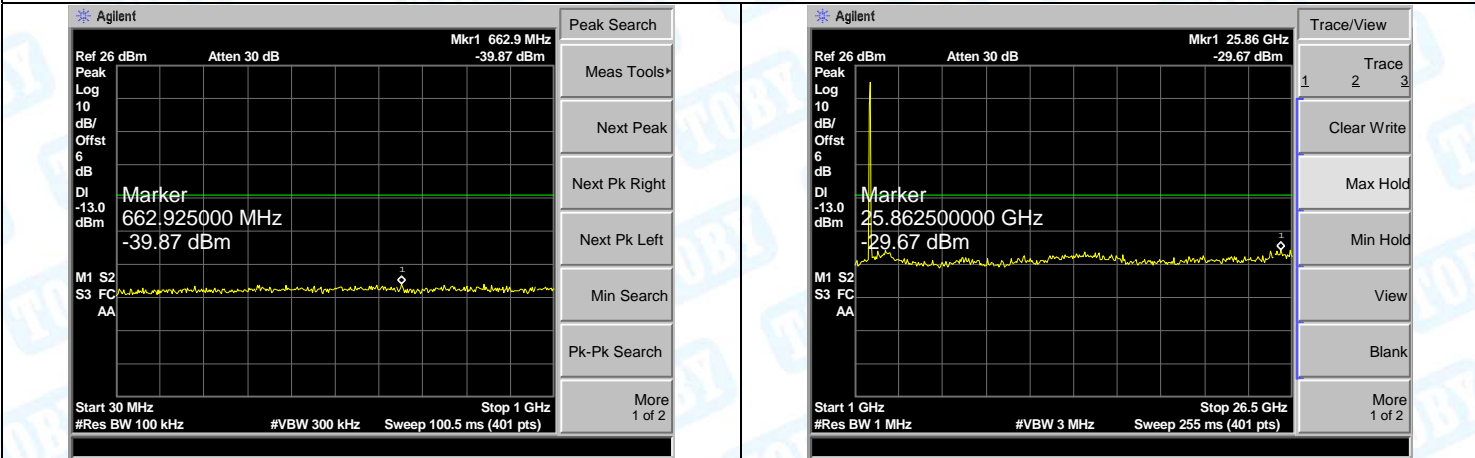 Agilent
Peak Search
Mkr1 662.9 MHz
Ref 26 dBm Atten 30 dB -39.87 dBm
Peak
Log
10
dB/
Offst
6
dB
DI
-13.0
dBm
Marker
662.925000 MHz
-39.87 dBm
1
M1 S2
S3 FC
AA
Start 30 MHz Stop 1 GHz
#Res BW 100 kHz #VBW 300 kHz Sweep 100.5 ms (401 pts)
Meas Tools
Next Peak
Next Pk Right
Next Pk Left
Min Search
Pk-Pk Search
More
1 of 2
Agilent
Trace/View
Mkr1 25.86 GHz
Ref 26 dBm Atten 30 dB -29.67 dBm
Peak
Log
10
dB/
Offst
6
dB
DI
-13.0
dBm
Marker
25.862500000 GHz
-29.67 dBm
1
M1 S2
S3 FC
AA
Start 1 GHz Stop 26.5 GHz
#Res BW 1 MHz #VBW 3 MHz Sweep 255 ms (401 pts)
Trace
1 2 3
Clear Write
Max Hold
Min Hold
View
Blank
More
1 of 2
TOBY